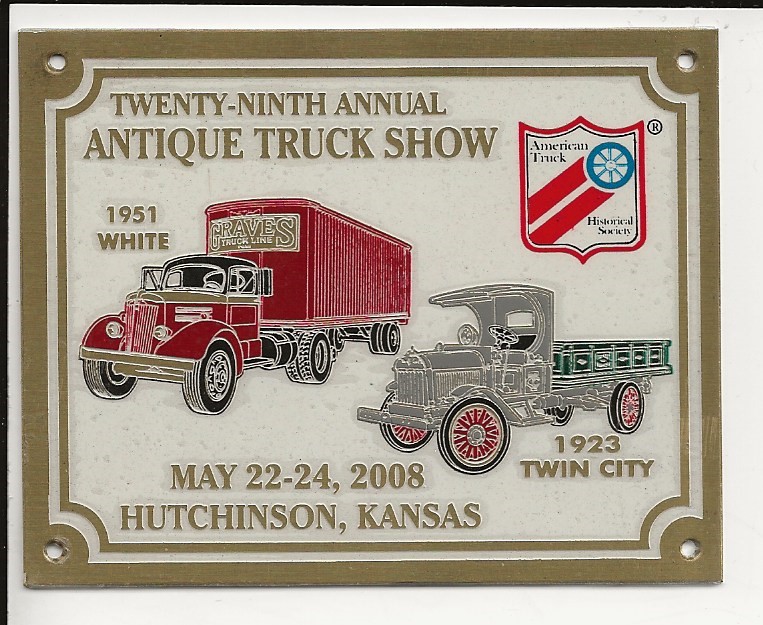 TWENTY-NINTH ANNUAL
ANTIQUE TRUCK SHOW
American
Truck
Historical
Society
®
1951
WHITE
GRAVES
TRUCK LINE
1923
TWIN CITY
MAY 22-24, 2008
HUTCHINSON, KANSAS